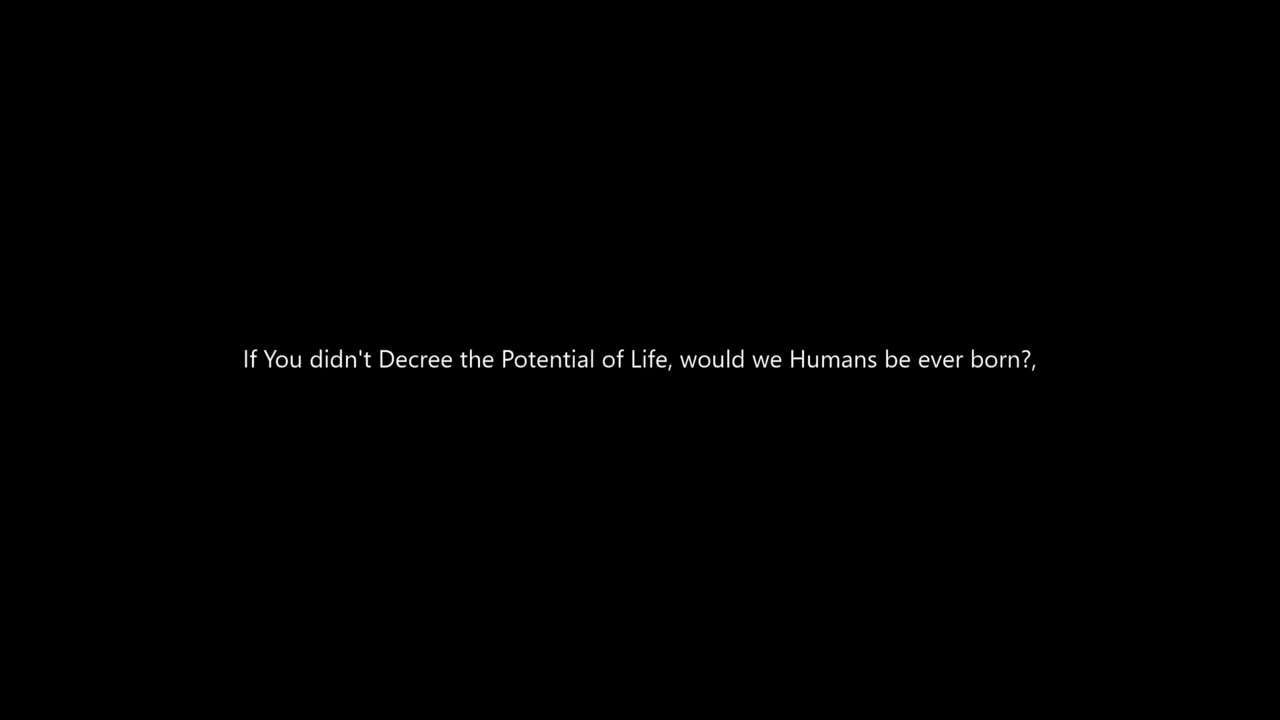 If You didn't Decree the Potential of Life, would we Humans be ever born?,